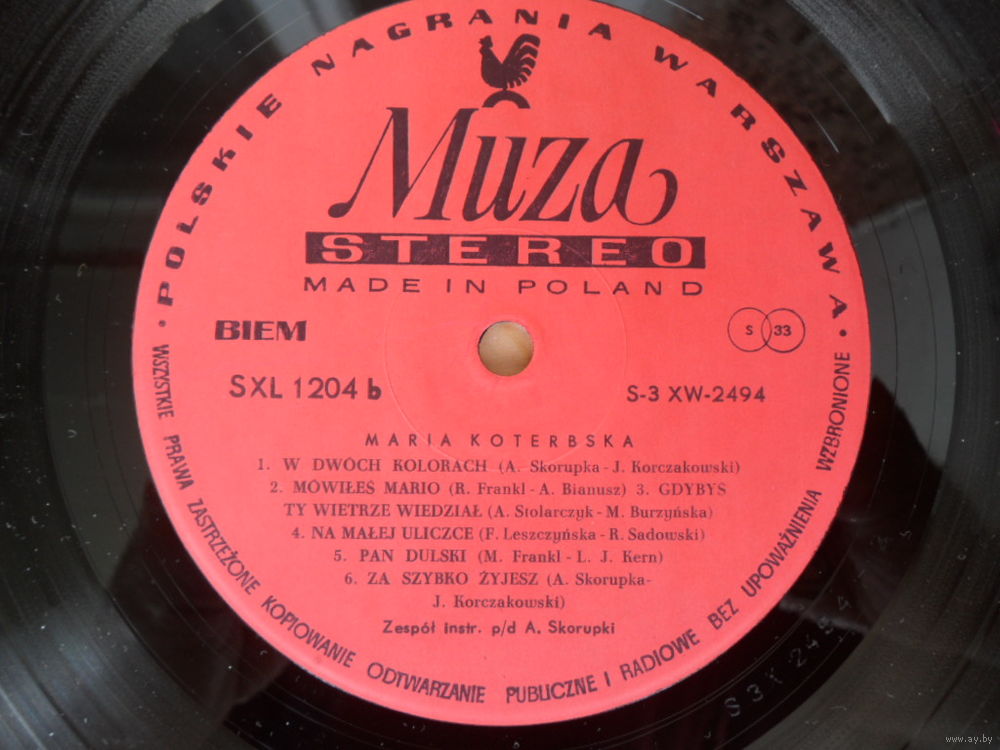 • POLSKIE NAGRANIA WARSZAWA •
Muza
STEREO
MADE IN POLAND
BIEM
S 33
SXL 1204 b
S-3 XW-2494
MARIA KOTERBSKA
1. W DWÓCH KOLORACH (A. Skorupka - J. Korczakowski)
2. MÓWIŁEŚ MARIO (R. Frankl - A. Bianusz) 3. GDYBYŚ
TY WIETRZE WIEDZIAŁ (A. Stolarczyk - M. Burzyńska)
4. NA MAŁEJ ULICZCE (F. Leszczyńska - R. Sadowski)
5. PAN DULSKI (M. Frankl - L. J. Kern)
6. ZA SZYBKO ŻYJESZ (A. Skorupka-
J. Korczakowski)
Zespół instr. p/d A. Skorupki
WSZYSTKIE PRAWA ZASTRZEŻONE KOPIOWANIE ODTWARZANIE PUBLICZNE I RADIOWE BEZ UPOWAŻNIENIA WZBRONIONE
www.ay.by